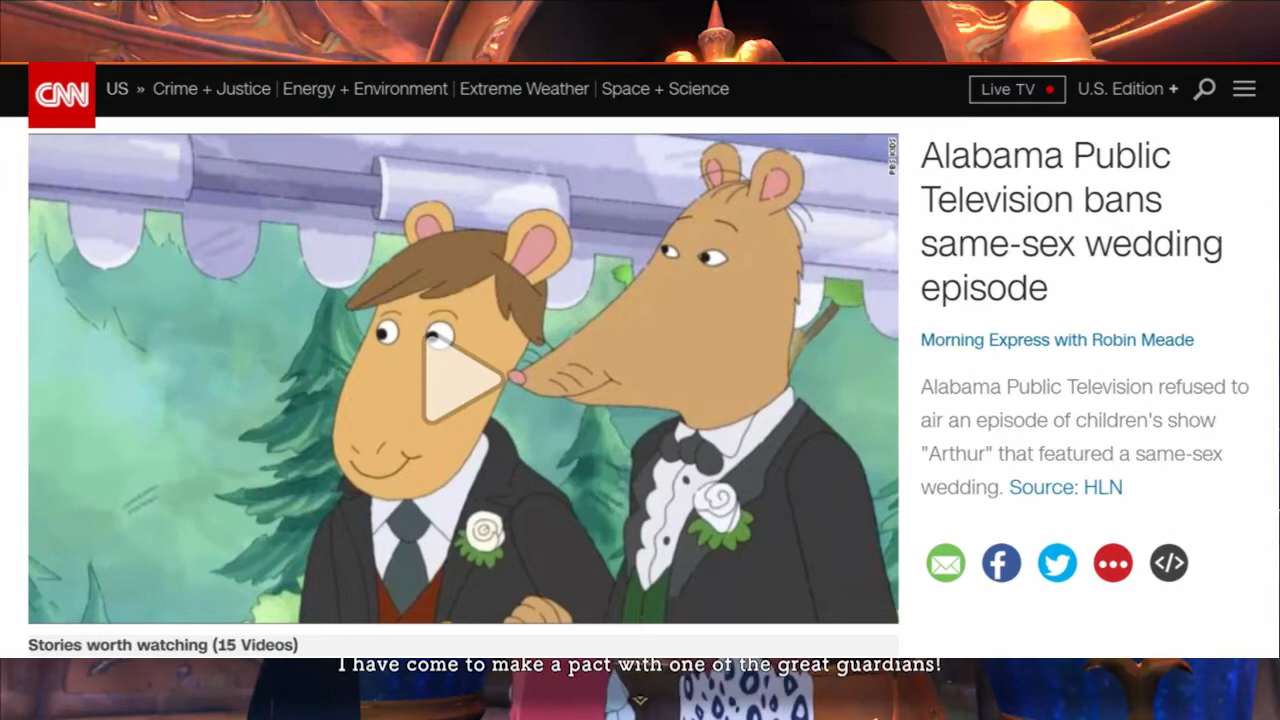 CNN
US » Crime + Justice | Energy + Environment | Extreme Weather | Space + Science
Live TV
U.S. Edition +
PBS KIDS
Alabama Public
Television bans
same-sex wedding
episode
Morning Express with Robin Meade
Alabama Public Television refused to
air an episode of children's show
"Arthur" that featured a same-sex
wedding. Source: HLN
Stories worth watching (15 Videos)
I have come to make a pact with one of the great guardians!